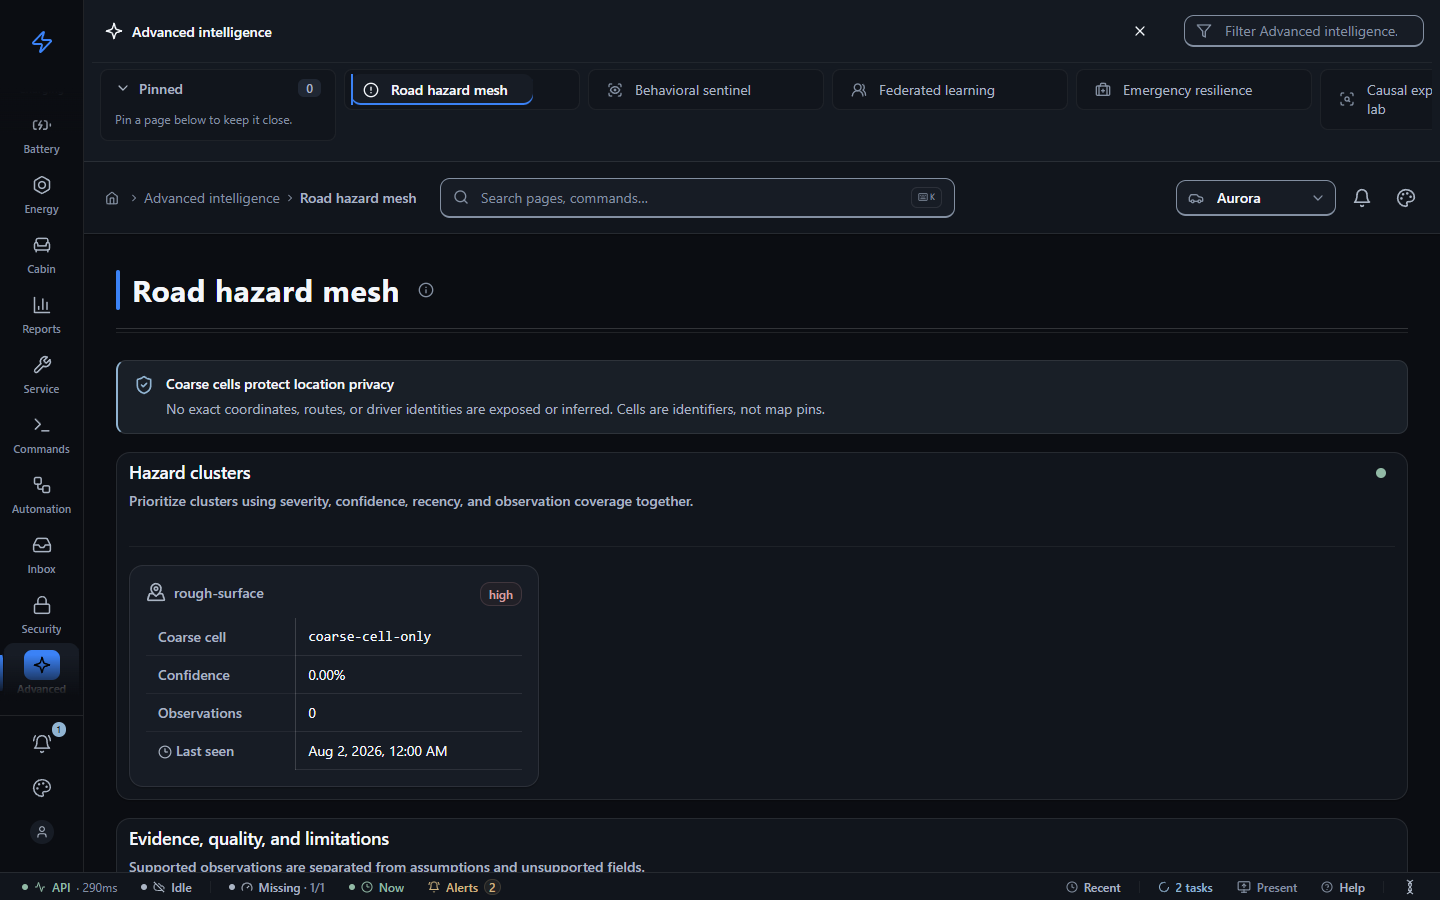 Advanced intelligence
Filter Advanced intelligence.
Pinned
0
Pin a page below to keep it close.
Road hazard mesh
Behavioral sentinel
Federated learning
Emergency resilience
Causal exp
lab
Battery
Energy
Cabin
Reports
Service
Commands
Automation
Inbox
Security
Advanced
1
Advanced intelligence
Road hazard mesh
Search pages, commands...
K
Aurora
Road hazard mesh
Coarse cells protect location privacy
No exact coordinates, routes, or driver identities are exposed or inferred. Cells are identifiers, not map pins.
Hazard clusters
Prioritize clusters using severity, confidence, recency, and observation coverage together.
rough-surface
high
Coarse cell
coarse-cell-only
Confidence
0.00%
Observations
0
Last seen
Aug 2, 2026, 12:00 AM
Evidence, quality, and limitations
Supported observations are separated from assumptions and unsupported fields.
API · 290ms
Idle
Missing · 1/1
Now
Alerts 2
Recent
2 tasks
Present
Help